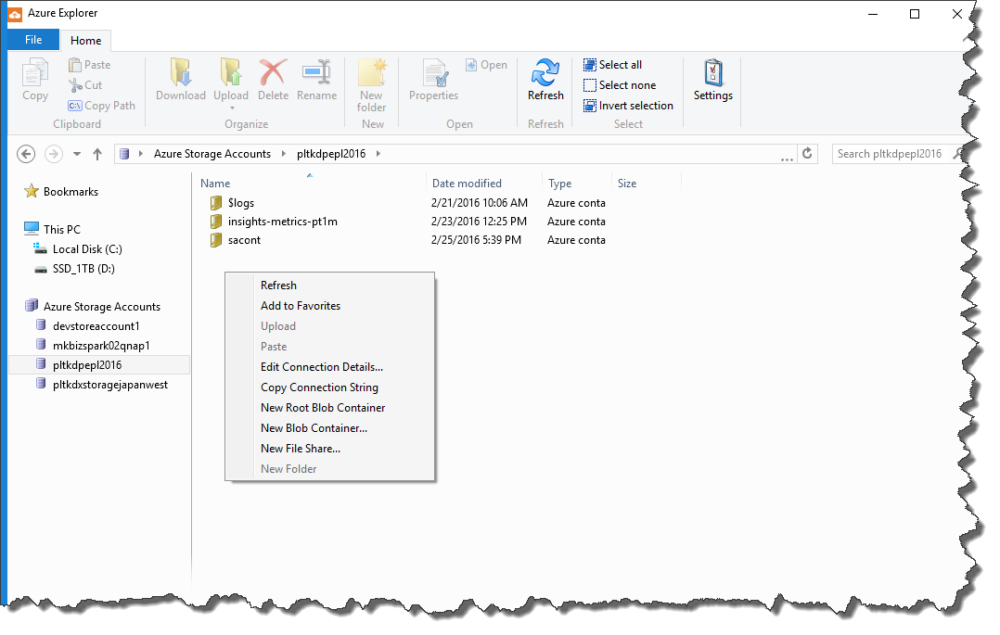 Azure Explorer
File Home
Copy
Paste
Cut
Copy Path
Clipboard
Download
Upload
Delete
Rename
Organize
New folder
New
Properties
Open
Open
Refresh
Refresh
Select all
Select none
Invert selection
Select
Settings
Azure Storage Accounts pltkdpepl2016 ...
Search pltkdpepl2016
Bookmarks
This PC
Local Disk (C:)
SSD_1TB (D:)
Azure Storage Accounts
devstoreaccount1
mkbizspark02qnap1
pltkdpepl2016
pltkdxstoragejapanwest
Name Date modified Type Size
$logs 2/21/2016 10:06 AM Azure conta
insights-metrics-pt1m 2/23/2016 12:25 PM Azure conta
sacont 2/25/2016 5:39 PM Azure conta
Refresh
Add to Favorites
Upload
Paste
Edit Connection Details...
Copy Connection String
New Root Blob Container
New Blob Container...
New File Share...
New Folder